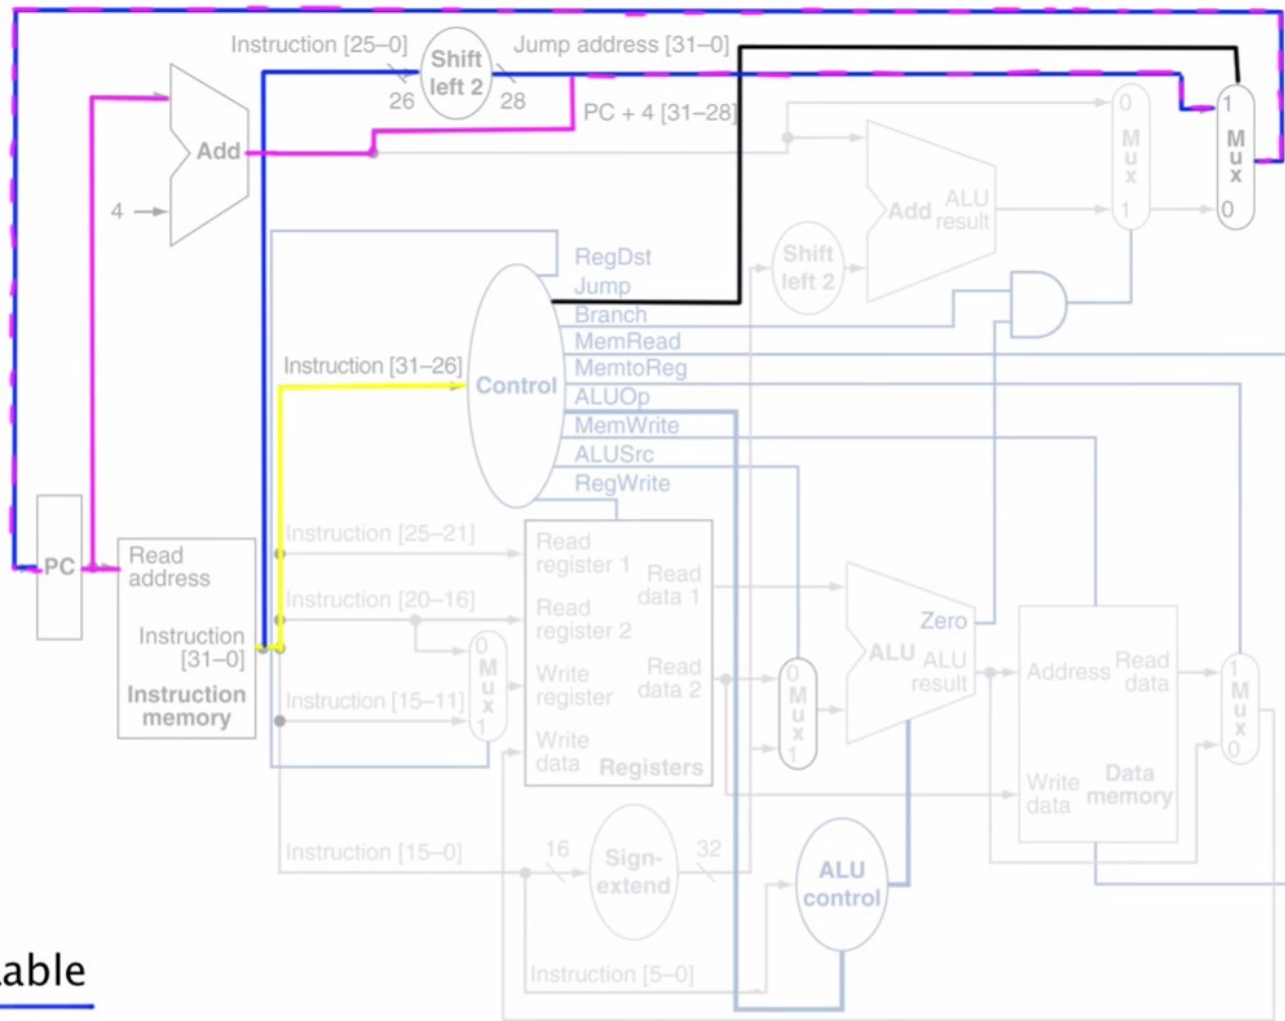 Instruction [25–0]
Shift
left 2
Jump address [31–0]
26
28
PC + 4 [31–28]
Add
4
0
M
u
x
1
1
M
u
x
0
Add
ALU
result
Shift
left 2
RegDst
Jump
Branch
MemRead
MemtoReg
ALUOp
MemWrite
ALUSrc
RegWrite
Instruction [31–26]
Control
PC
Read
address
Instruction
[31–0]
Instruction
memory
Instruction [25–21]
Instruction [20–16]
Instruction [15–11]
0
M
u
x
1
Read
register 1
Read
register 2
Write
register
Write
data
Read
data 1
Read
data 2
Registers
0
M
u
x
1
Zero
ALU
ALU
result
Address
Read
data
Write
data
Data
memory
1
M
u
x
0
Instruction [15–0]
16
Sign-
extend
32
ALU
control
Instruction [5–0]
able